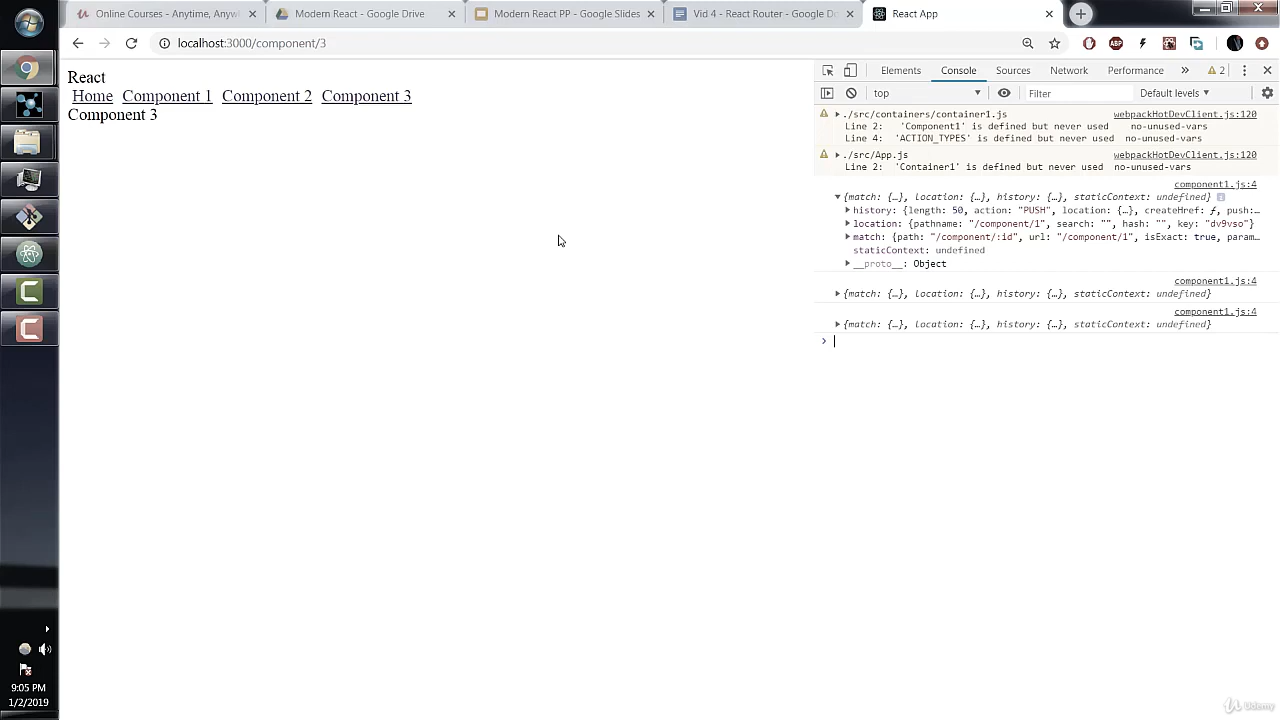 Online Courses - Anytime, Anyw
Modern React - Google Drive
Modern React PP - Google Slides
Vid 4 - React Router - Google Do
React App
localhost:3000/component/3
ABP
React
Home Component 1 Component 2 Component 3
Component 3
Elements Console Sources Network Performance » 2
top Filter Default levels
./src/containers/container1.js webpackHotDevClient.js:120
Line 2: 'Component1' is defined but never used no-unused-vars
Line 4: 'ACTION_TYPES' is defined but never used no-unused-vars
./src/App.js webpackHotDevClient.js:120
Line 2: 'Container1' is defined but never used no-unused-vars
component1.js:4
{match: {…}, location: {…}, history: {…}, staticContext: undefined} i
history: {length: 50, action: "PUSH", location: {…}, createHref: ƒ, push:…
location: {pathname: "/component/1", search: "", hash: "", key: "dv9vso"}
match: {path: "/component/:id", url: "/component/1", isExact: true, param…
staticContext: undefined
__proto__: Object
component1.js:4
{match: {…}, location: {…}, history: {…}, staticContext: undefined}
component1.js:4
{match: {…}, location: {…}, history: {…}, staticContext: undefined}
9:05 PM
1/2/2019
Udemy